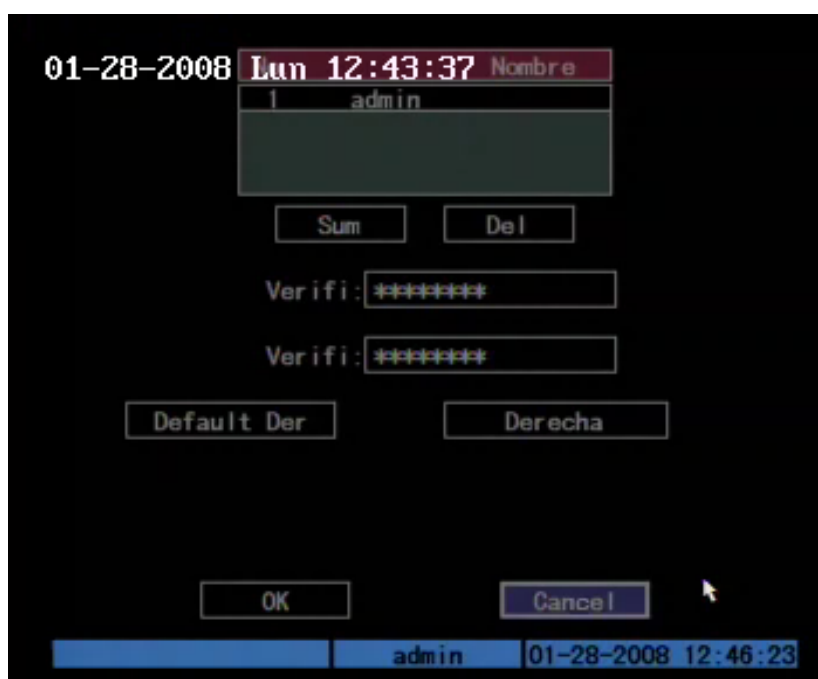 01-28-2008 Lun 12:43:37 Nombre
1 admin
Sum Del
Verifi: ********
Verifi: ********
Default Der Derecha
OK Cancel
admin 01-28-2008 12:46:23